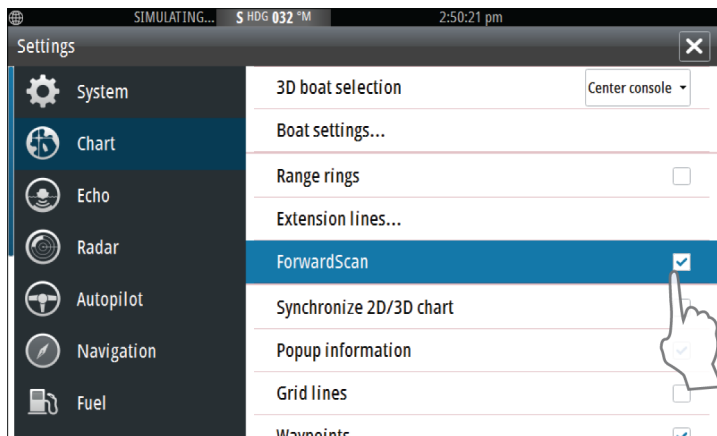 SIMULATING... S HDG 032 °M 2:50:21 pm
Settings
System
Chart
Echo
Radar
Autopilot
Navigation
Fuel
3D boat selection Center console
Boat settings...
Range rings
Extension lines...
ForwardScan
Synchronize 2D/3D chart
Popup information
Grid lines
Waypoints